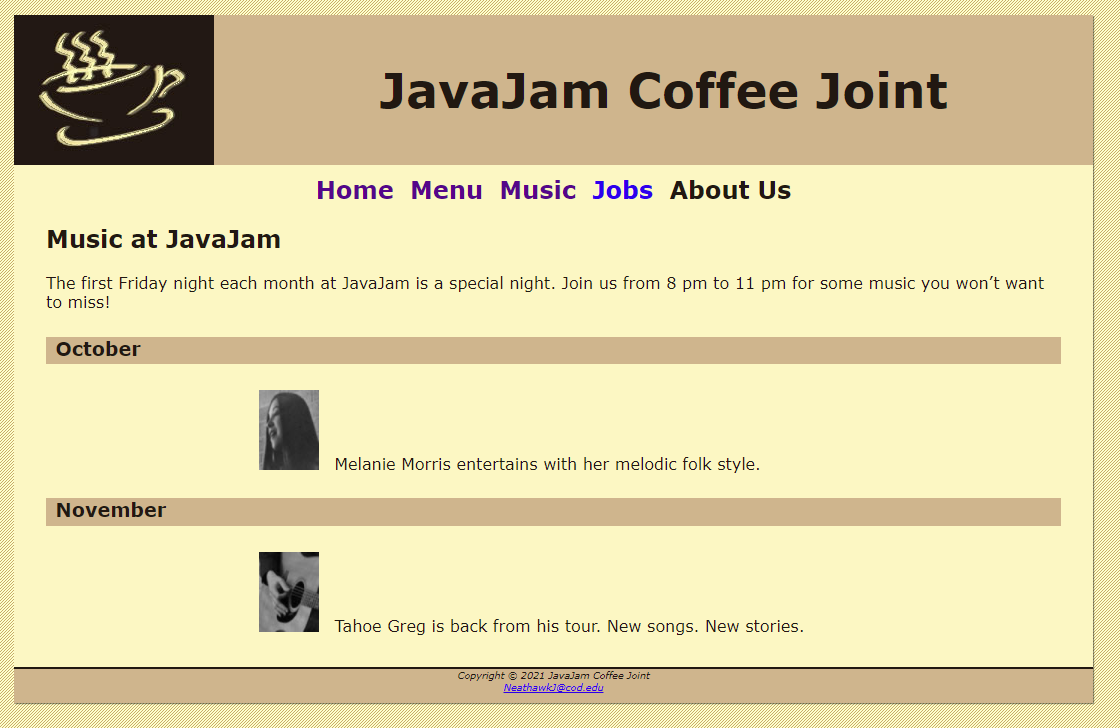 JavaJam Coffee Joint
Home Menu Music Jobs About Us
Music at JavaJam
The first Friday night each month at JavaJam is a special night. Join us from 8 pm to 11 pm for some music you won’t want
to miss!
October
Melanie Morris entertains with her melodic folk style.
November
Tahoe Greg is back from his tour. New songs. New stories.
Copyright © 2021 JavaJam Coffee Joint
NeathawkJ@cod.edu